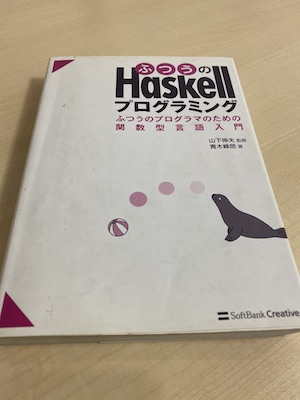 ふつうの
Haskell
プログラミング
ふつうのプログラマのための
関数型言語入門
山下伸夫 監修
青木峰郎 著
SoftBank Creative